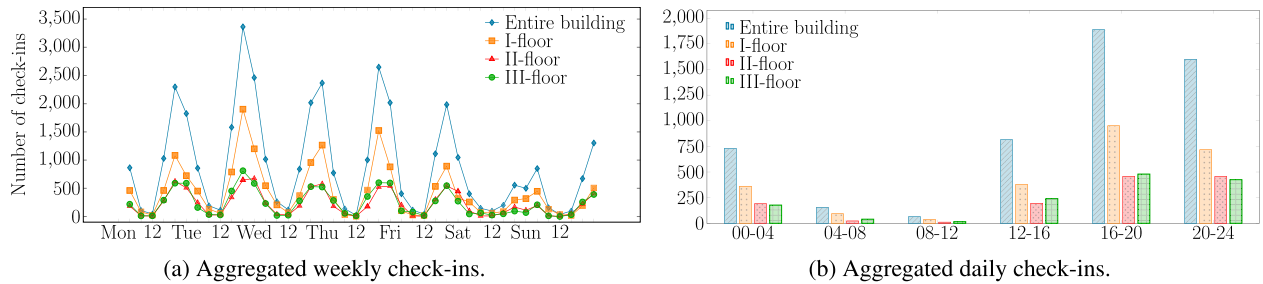 Number of check-ins
3,500
3,000
2,500
2,000
1,500
1,000
500
0
Entire building
I-floor
II-floor
III-floor
Mon 12 Tue 12 Wed 12 Thu 12 Fri 12 Sat 12 Sun 12
(a) Aggregated weekly check-ins.
2,000
1,750
1,500
1,250
1,000
750
500
250
0
Entire building
I-floor
II-floor
III-floor
00-04 04-08 08-12 12-16 16-20 20-24
(b) Aggregated daily check-ins.